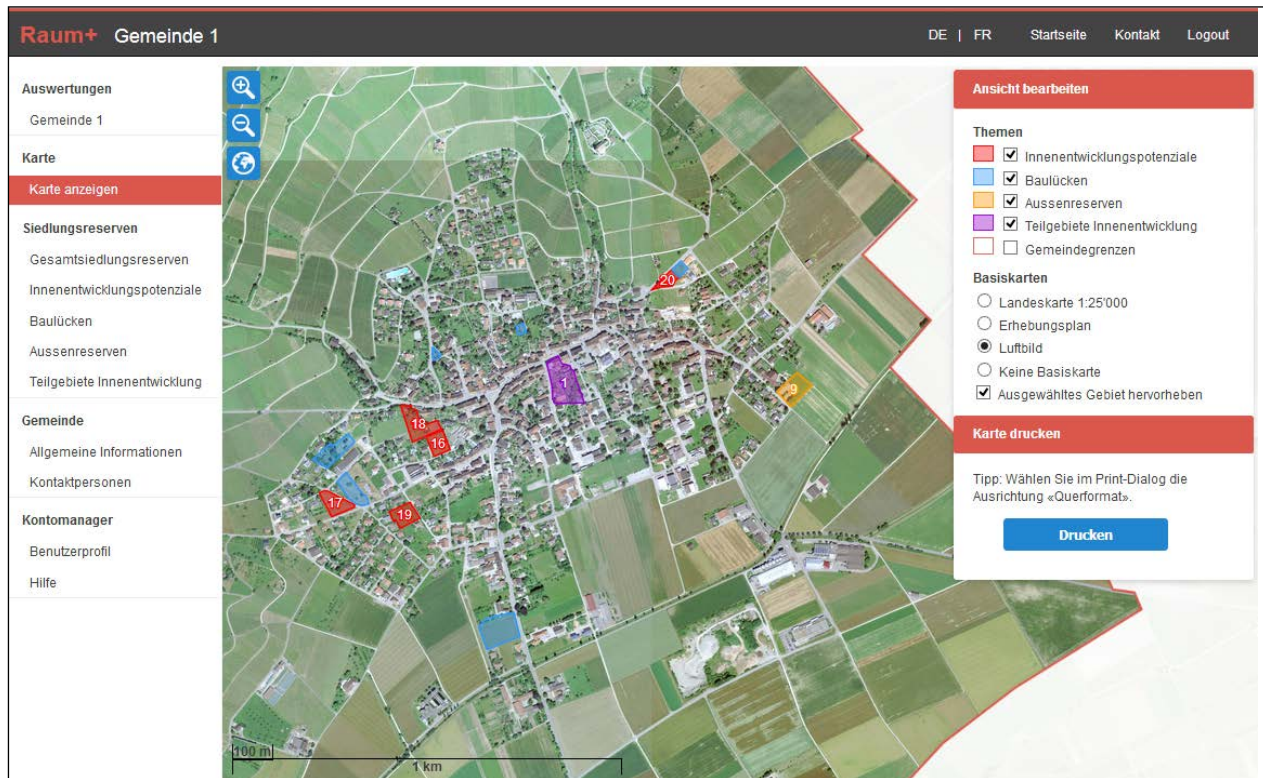 Raum+ Gemeinde 1
DE | FR Startseite Kontakt Logout
Auswertungen
Gemeinde 1
Karte
Karte anzeigen
Siedlungsreserven
Gesamtsiedlungsreserven
Innenentwicklungspotenziale
Baulücken
Aussenreserven
Teilgebiete Innenentwicklung
Gemeinde
Allgemeine Informationen
Kontaktpersonen
Kontomanager
Benutzerprofil
Hilfe
20
1
9
18
16
17
19
100 m
1 km
Ansicht bearbeiten
Themen
Innenentwicklungspotenziale
Baulücken
Aussenreserven
Teilgebiete Innenentwicklung
Gemeindegrenzen
Basiskarten
Landeskarte 1:25'000
Erhebungsplan
Luftbild
Keine Basiskarte
Ausgewähltes Gebiet hervorheben
Karte drucken
Tipp: Wählen Sie im Print-Dialog die
Ausrichtung «Querformat».
Drucken